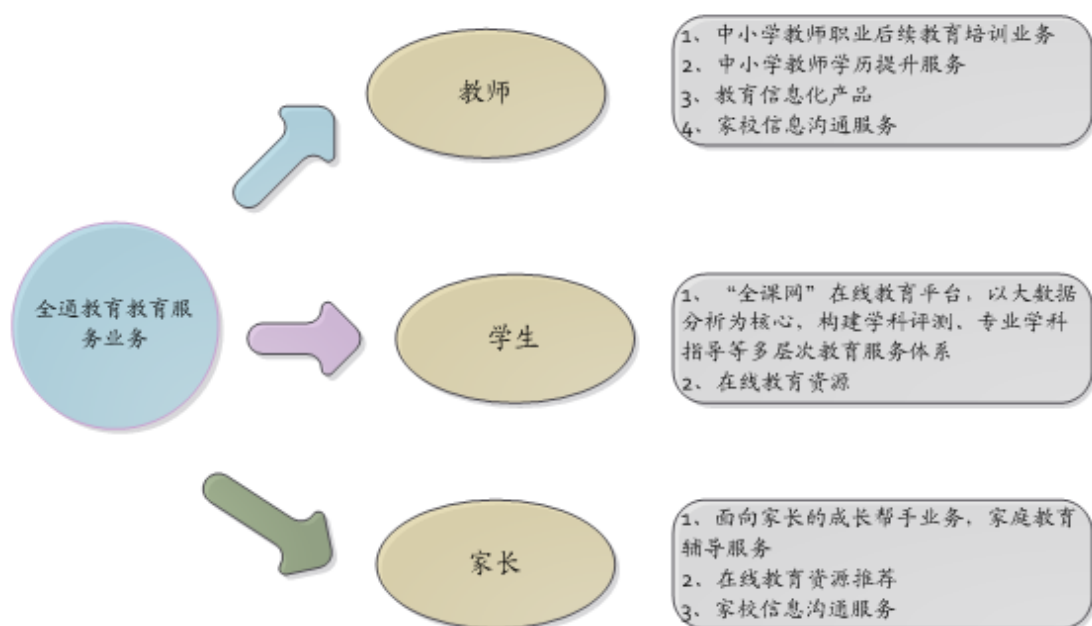 教师
1、中小学教师职业后续教育培训业务
2、中小学教师学历提升服务
3、教育信息化产品
4、家校信息沟通服务
全通教育教育服
务业务
学生
1、“全课网”在线教育平台，以大数据
分析为核心，构建学科评测、专业学科
指导等多层次教育服务体系
2、在线教育资源
家长
1、面向家长的成长帮手业务，家庭教育
辅导服务
2、在线教育资源推荐
3、家校信息沟通服务